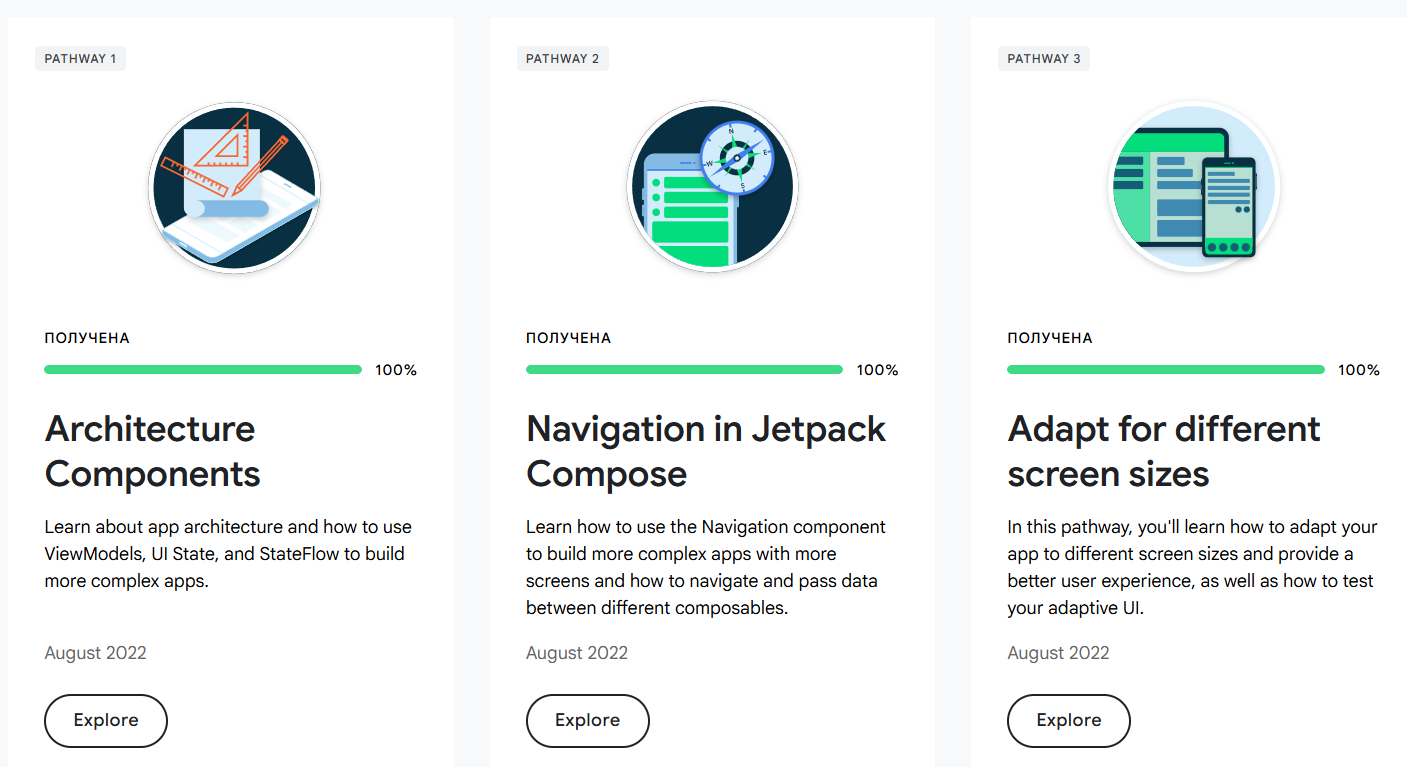 PATHWAY 1
ПОЛУЧЕНА
100%
Architecture
Components
Learn about app architecture and how to use
ViewModels, UI State, and StateFlow to build
more complex apps.
August 2022
Explore
PATHWAY 2
N
E
S
W
ПОЛУЧЕНА
100%
Navigation in Jetpack
Compose
Learn how to use the Navigation component
to build more complex apps with more
screens and how to navigate and pass data
between different composables.
August 2022
Explore
PATHWAY 3
ПОЛУЧЕНА
100%
Adapt for different
screen sizes
In this pathway, you'll learn how to adapt your
app to different screen sizes and provide a
better user experience, as well as how to test
your adaptive UI.
August 2022
Explore